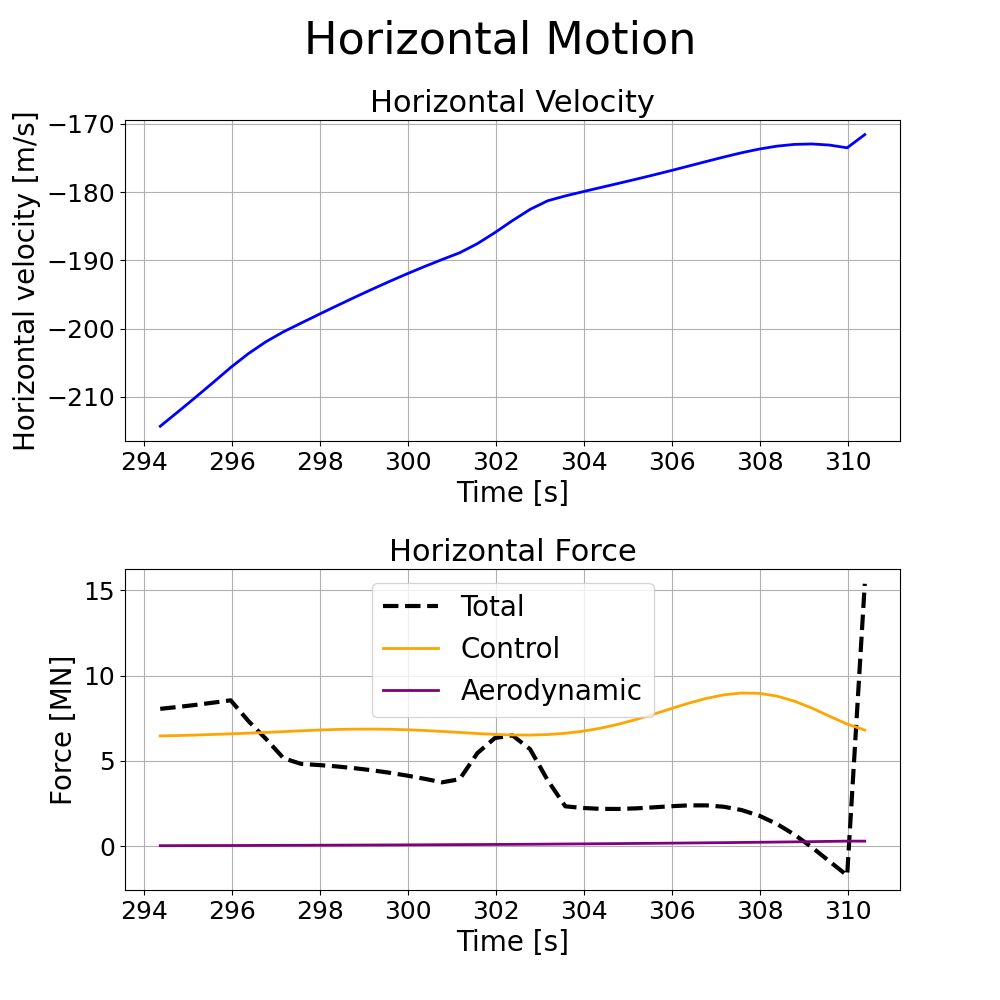 Horizontal Motion
Horizontal Velocity
Horizontal velocity [m/s]
−170
−180
−190
−200
−210
294 296 298 300 302 304 306 308 310
Time [s]
Horizontal Force
Force [MN]
15
10
5
0
Total
Control
Aerodynamic
294 296 298 300 302 304 306 308 310
Time [s]